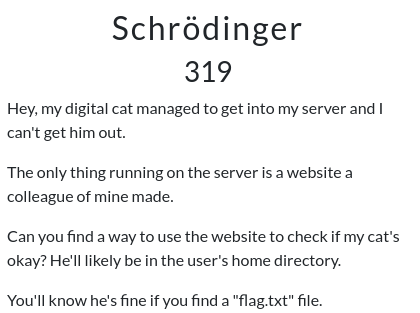 Schrödinger
319
Hey, my digital cat managed to get into my server and I
can't get him out.
The only thing running on the server is a website a
colleague of mine made.
Can you find a way to use the website to check if my cat's
okay? He'll likely be in the user's home directory.
You'll know he's fine if you find a "flag.txt" file.